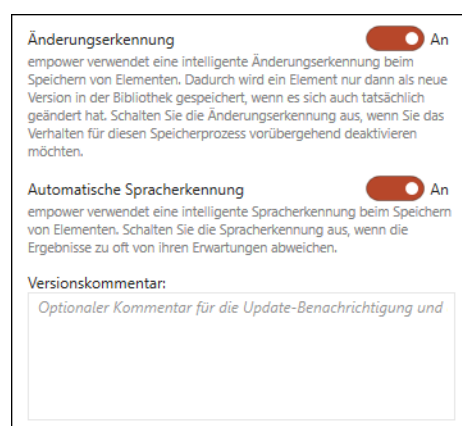 Änderungserkennung An
empower verwendet eine intelligente Änderungserkennung beim
Speichern von Elementen. Dadurch wird ein Element nur dann als neue
Version in der Bibliothek gespeichert, wenn es sich auch tatsächlich
geändert hat. Schalten Sie die Änderungserkennung aus, wenn Sie das
Verhalten für diesen Speicherprozess vorübergehend deaktivieren
möchten.
Automatische Spracherkennung An
empower verwendet eine intelligente Spracherkennung beim Speichern
von Elementen. Schalten Sie die Spracherkennung aus, wenn die
Ergebnisse zu oft von ihren Erwartungen abweichen.
Versionskommentar:
Optionaler Kommentar für die Update-Benachrichtigung und